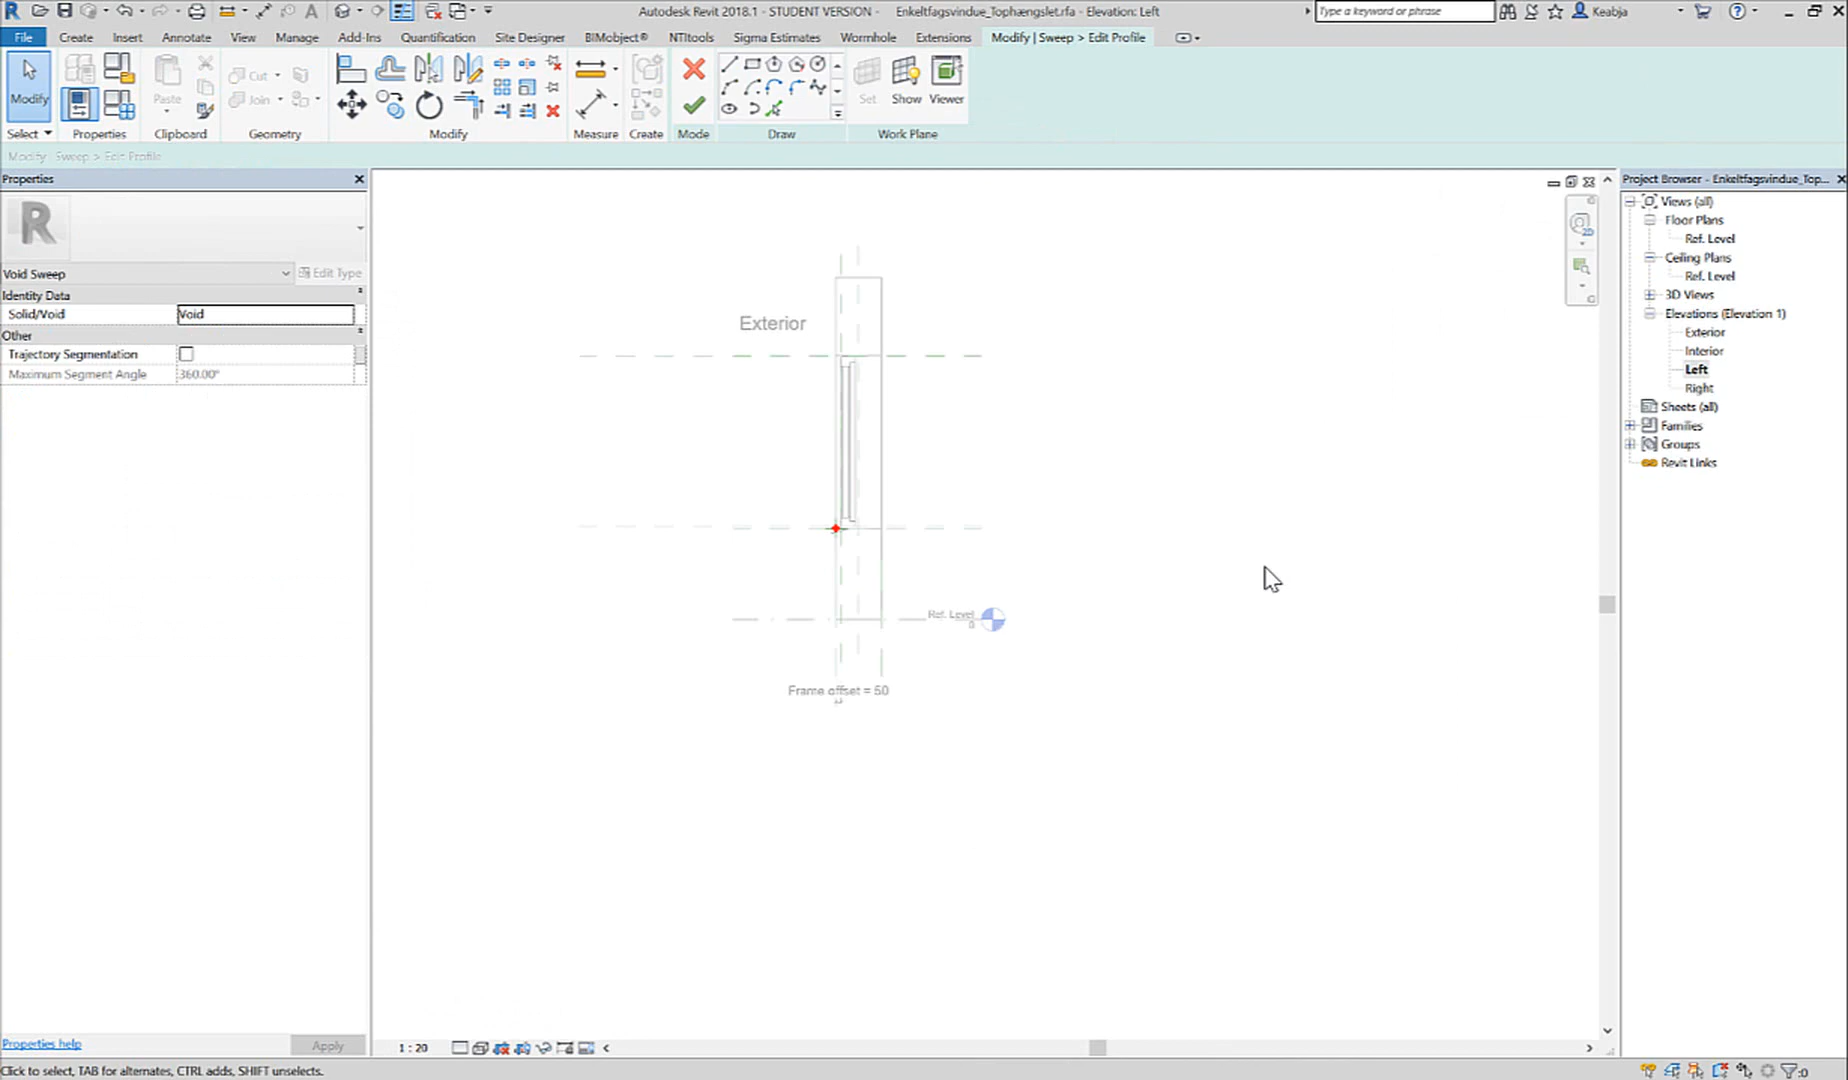 Autodesk Revit 2018.1 - STUDENT VERSION - Enkeltfagsvindue_Tophængslet.rfa - Elevation: Left
Type a keyword or phrase
Keabja
File Create Insert Annotate View Manage Add-Ins Quantification Site Designer BIMobject® NTItools Sigma Estimates Wormhole Extensions Modify | Sweep > Edit Profile
Modify
Paste
Cut
Join
Set Show Viewer
Select Properties Clipboard Geometry Modify Measure Create Mode Draw Work Plane
Modify | Sweep > Edit Profile
Properties
Void Sweep
Edit Type
Identity Data
Solid/Void Void
Other
Trajectory Segmentation
Maximum Segment Angle 360.00°
Properties help
Apply
Exterior
Ref. Level
0
Frame offset = 50
2D
Project Browser - Enkeltfagsvindue_Top...
Views (all)
Floor Plans
Ref. Level
Ceiling Plans
Ref. Level
3D Views
Elevations (Elevation 1)
Exterior
Interior
Left
Right
Sheets (all)
Families
Groups
Revit Links
1 : 20
Click to select, TAB for alternates, CTRL adds, SHIFT unselects.
:0